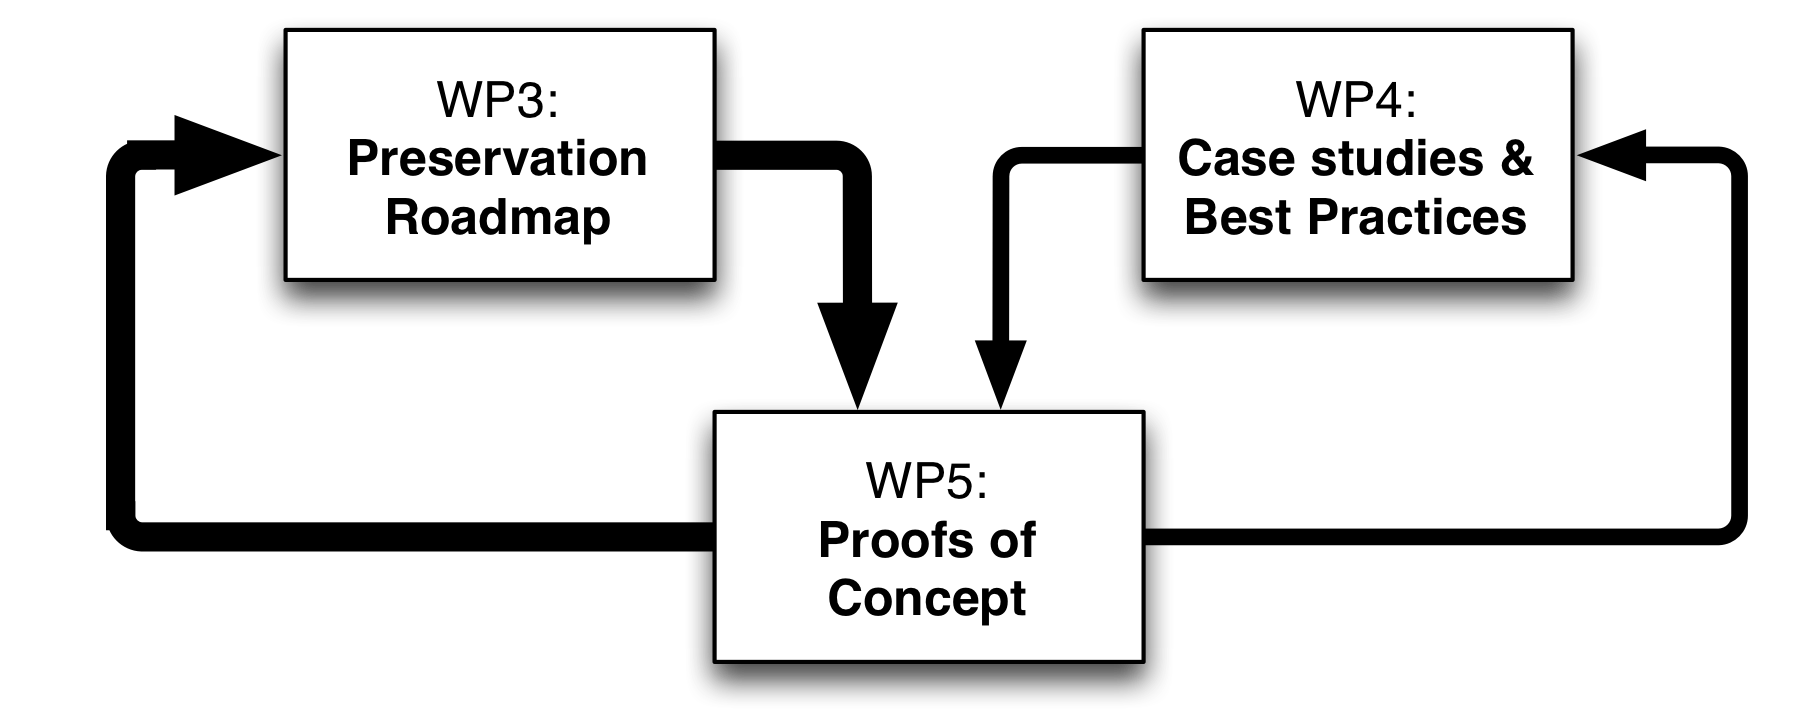 WP3:
Preservation
Roadmap
WP4:
Case studies &
Best Practices
WP5:
Proofs of
Concept